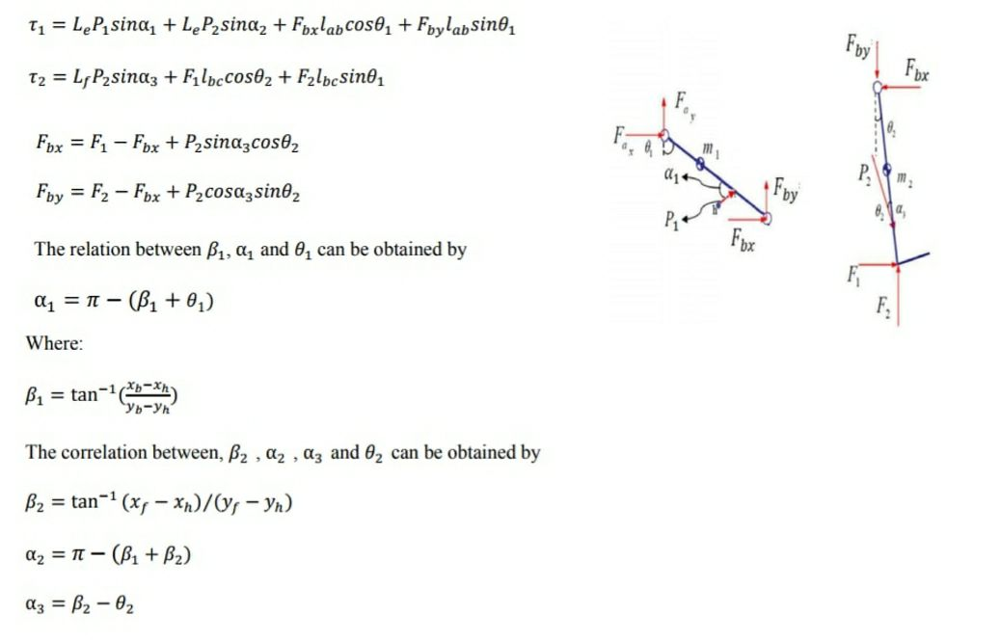 τ₁ = LₑP₁sinα₁ + LₑP₂sinα₂ + F_bx l_ab cosθ₁ + F_by l_ab sinθ₁
τ₂ = L_f P₂sinα₃ + F₁l_bc cosθ₂ + F₂l_bc sinθ₁
F_bx = F₁ − F_bx + P₂sinα₃cosθ₂
F_by = F₂ − F_bx + P₂cosα₃sinθ₂
The relation between β₁, α₁ and θ₁ can be obtained by
α₁ = π − (β₁ + θ₁)
Where:
β₁ = tan⁻¹((x_b−x_h)/(y_b−y_h))
The correlation between, β₂ , α₂ , α₃ and θ₂ can be obtained by
β₂ = tan⁻¹ (x_f − x_h)/(y_f − y_h)
α₂ = π − (β₁ + β₂)
α₃ = β₂ − θ₂
F_ay
F_ax
θ₁
m₁
α₁
P₁
F_by
F_bx
F_by
F_bx
θ₂
P₂
m₂
θ₂
F₁
F₂